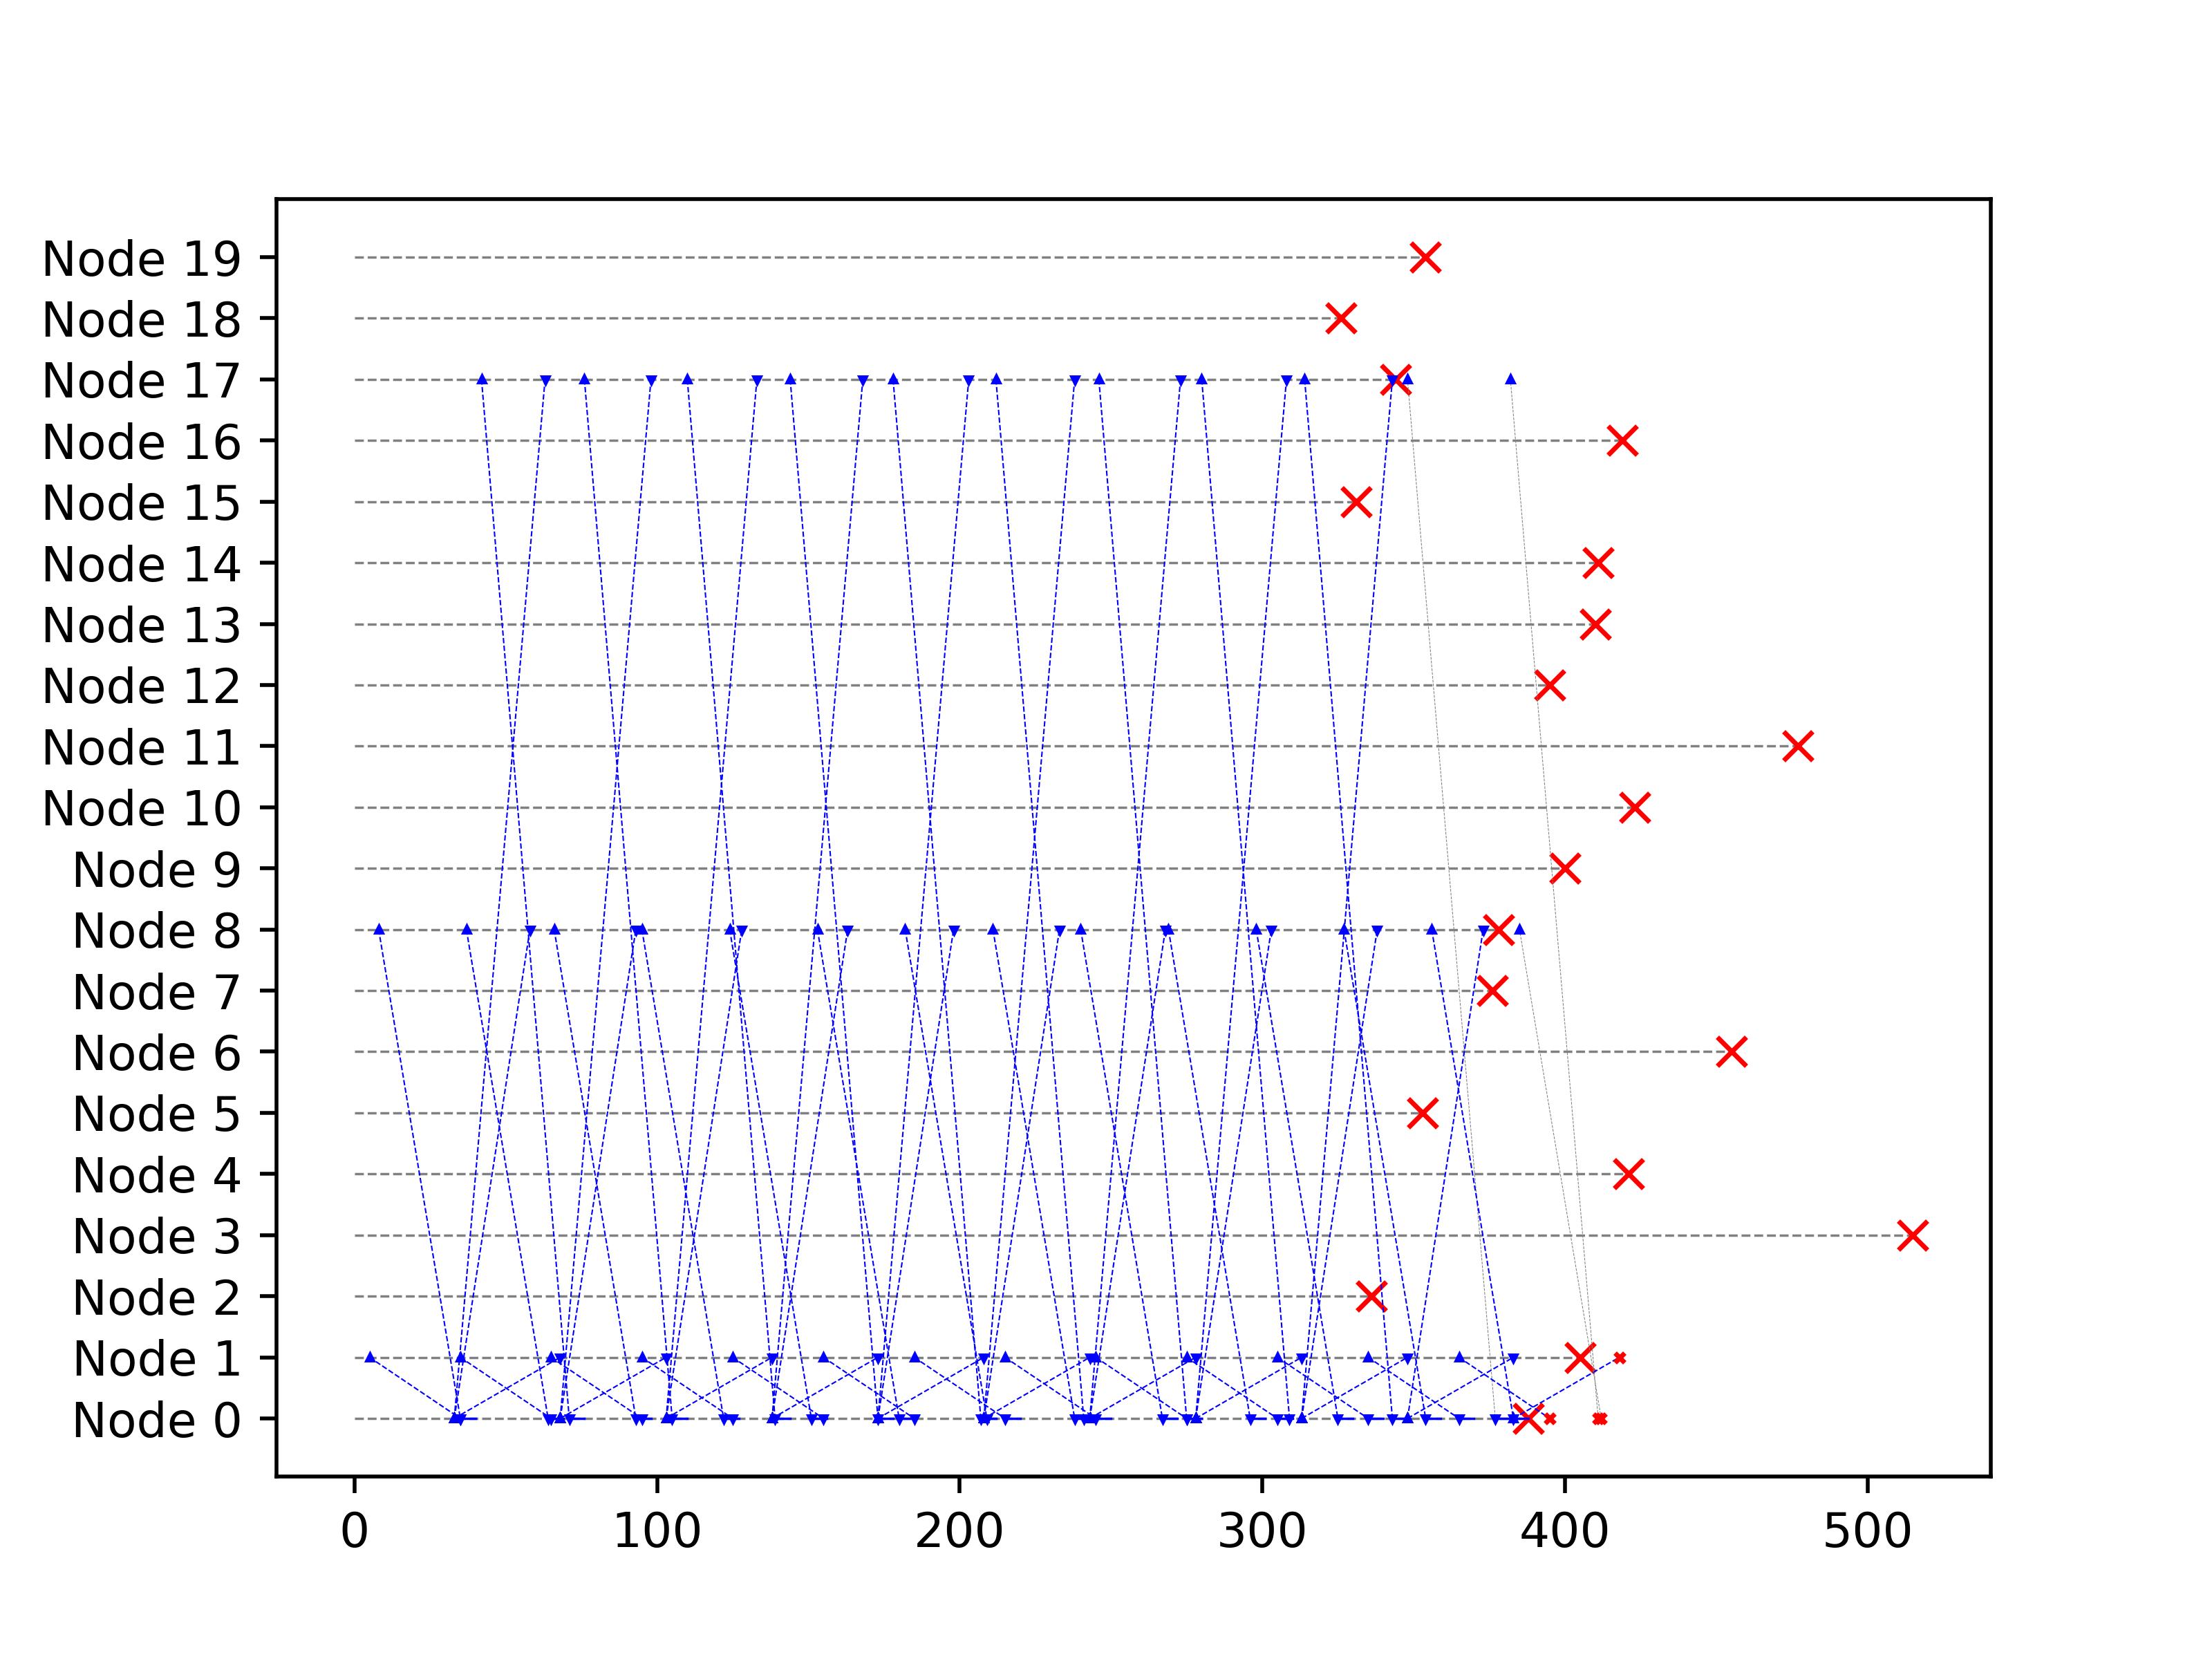 Node 19
Node 18
Node 17
Node 16
Node 15
Node 14
Node 13
Node 12
Node 11
Node 10
Node 9
Node 8
Node 7
Node 6
Node 5
Node 4
Node 3
Node 2
Node 1
Node 0
0 100 200 300 400 500